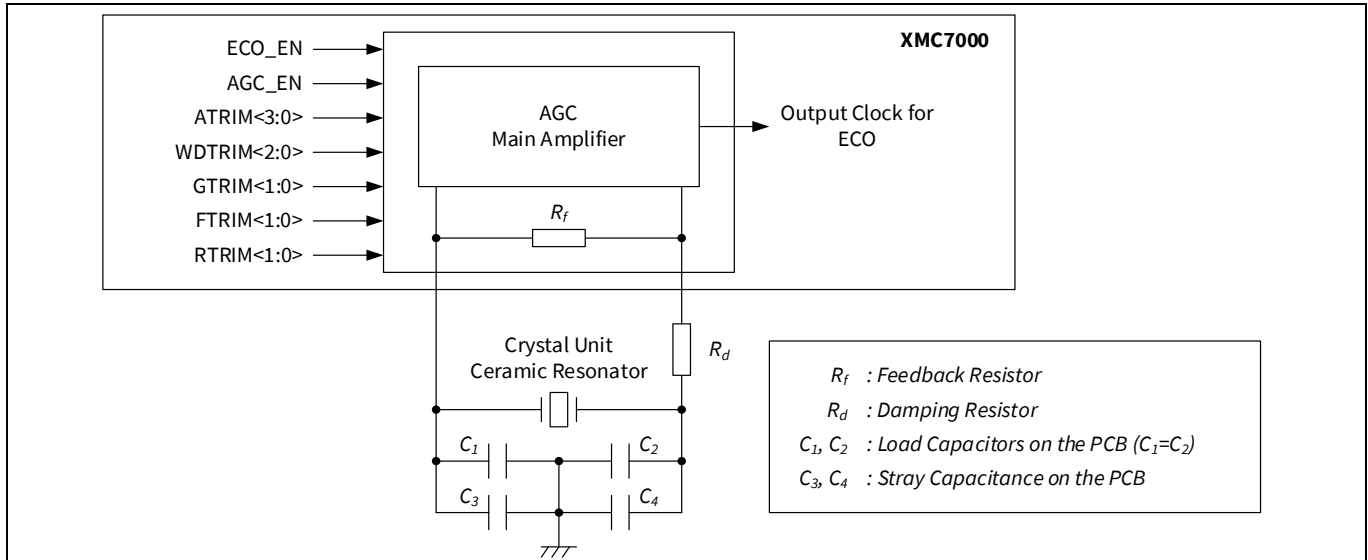 XMC7000
ECO_EN
AGC_EN
ATRIM<3:0>
WDTRIM<2:0>
GTRIM<1:0>
FTRIM<1:0>
RTRIM<1:0>
AGC
Main Amplifier
Output Clock for
ECO
Rf
Rd
Crystal Unit
Ceramic Resonator
C1
C2
C3
C4
Rf : Feedback Resistor
Rd : Damping Resistor
C1, C2 : Load Capacitors on the PCB (C1=C2)
C3, C4 : Stray Capacitance on the PCB